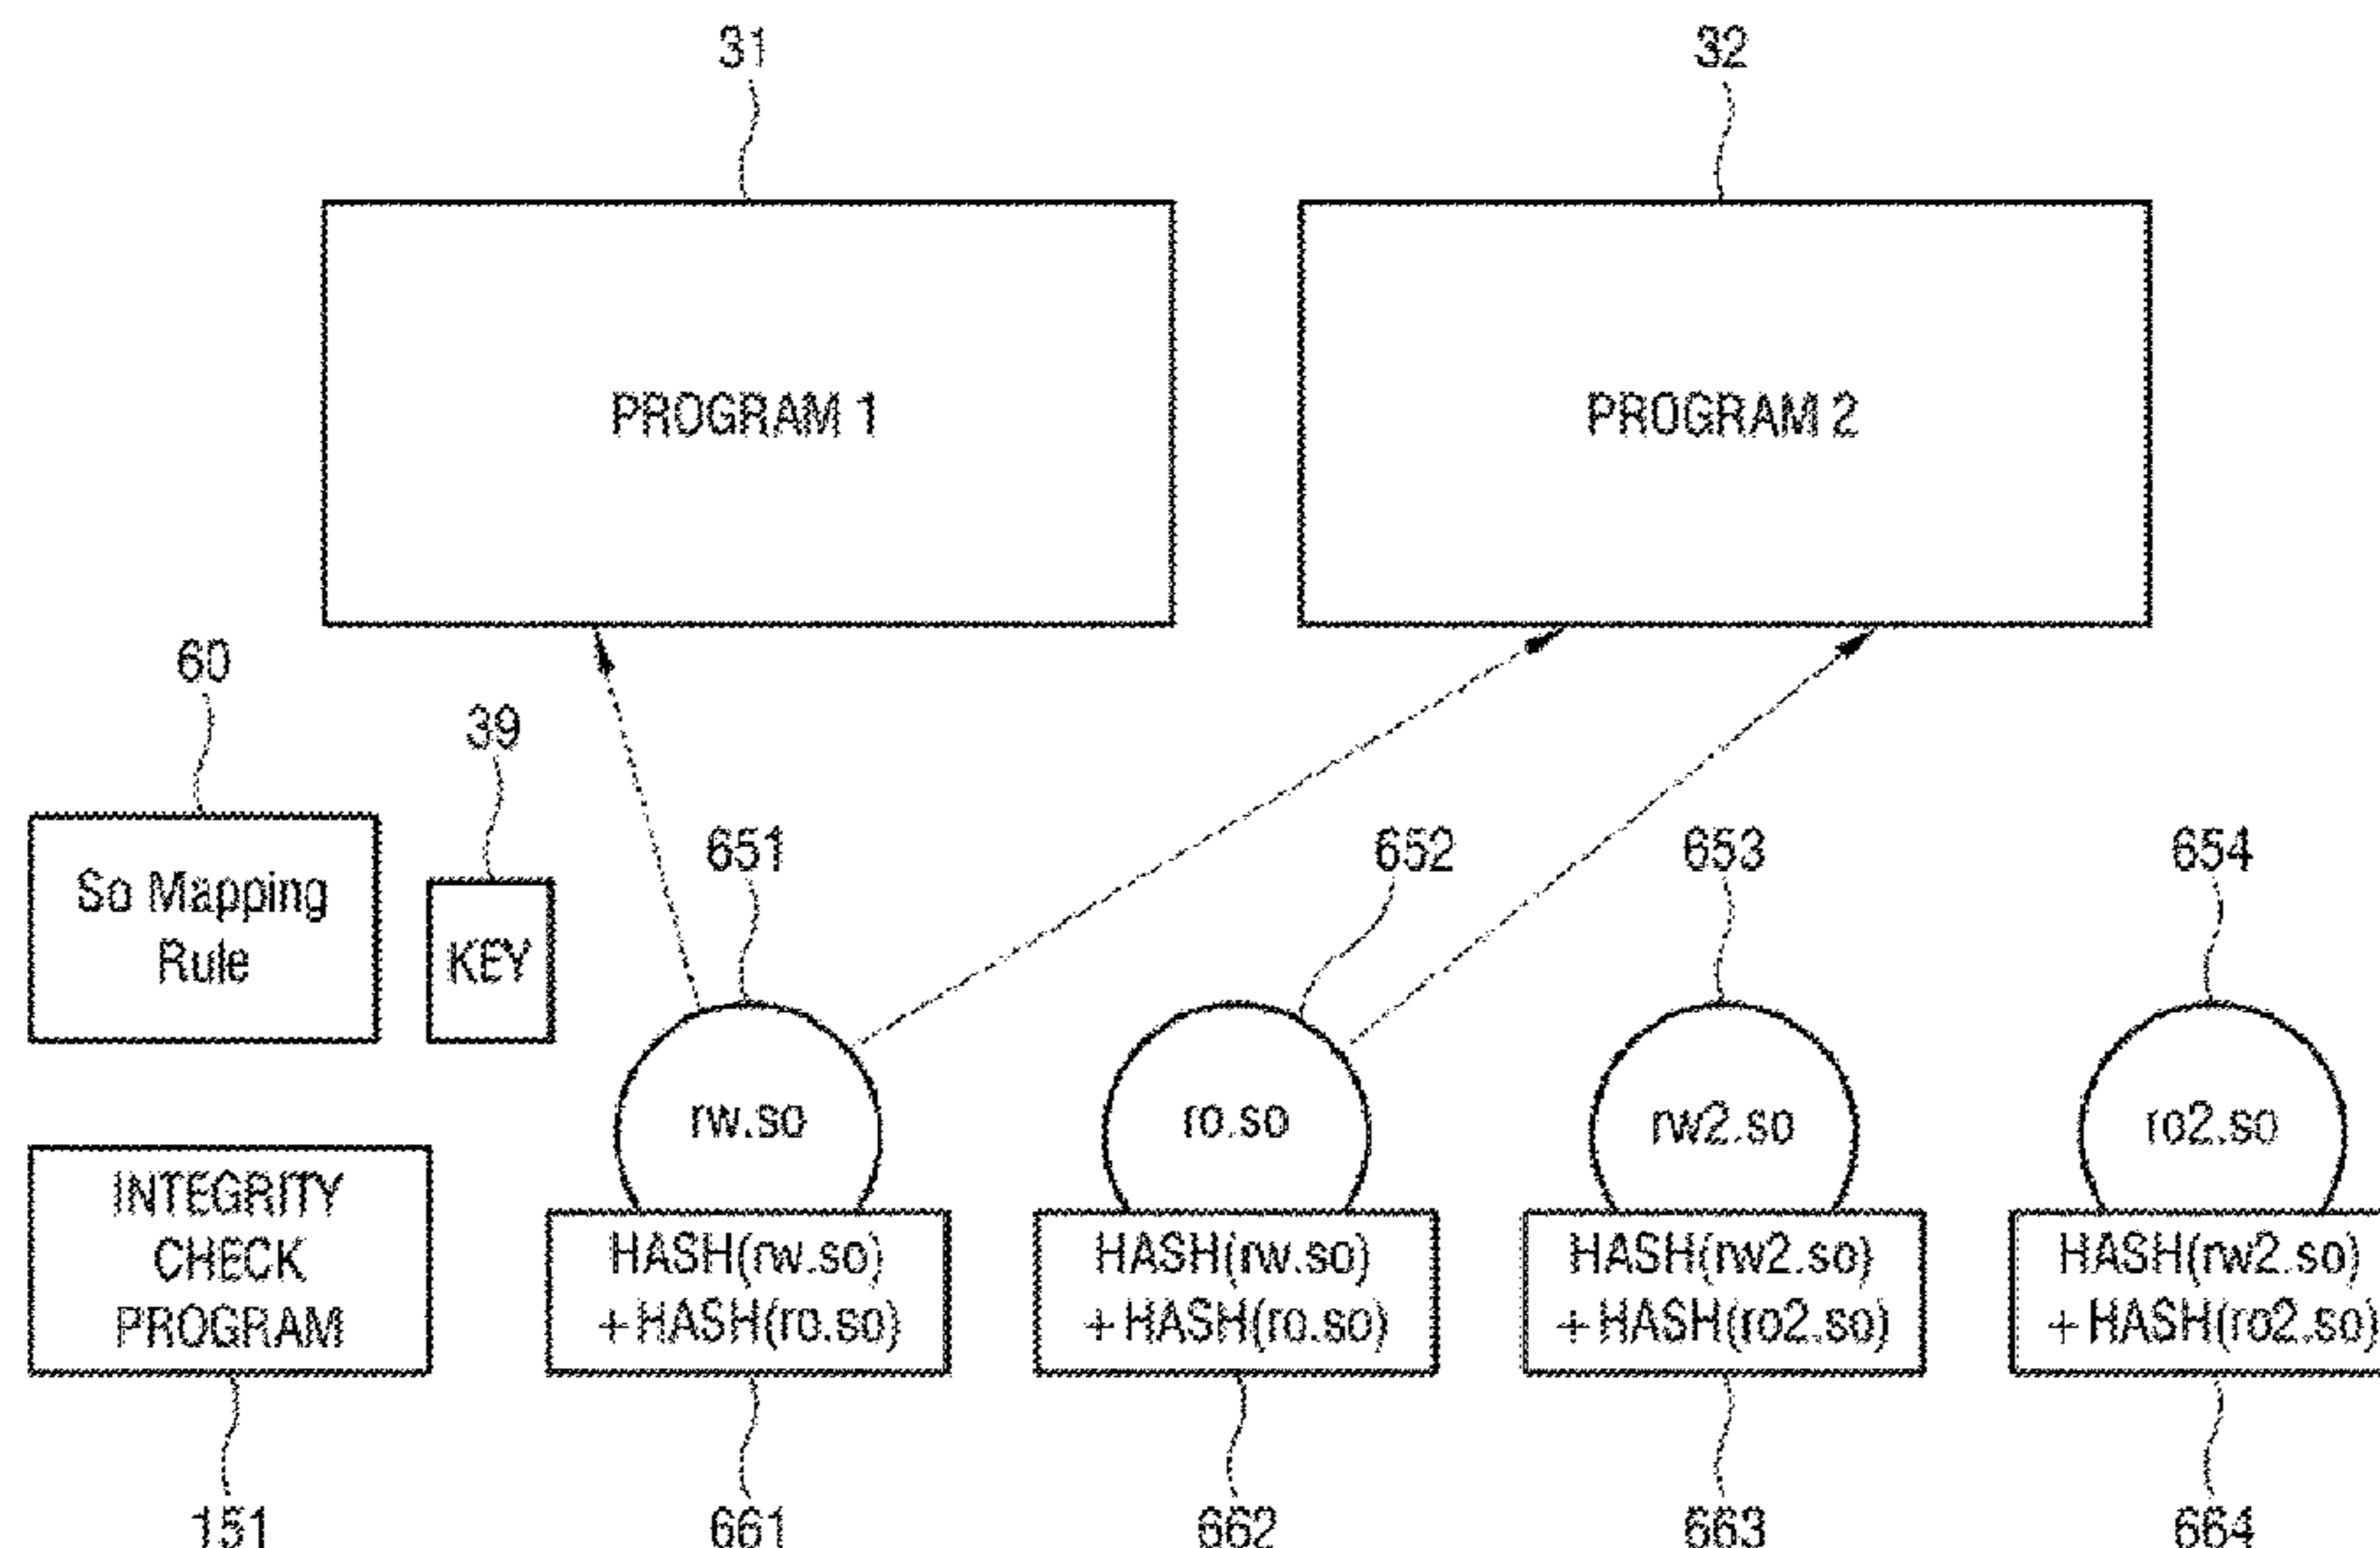 31
32
PROGRAM 1
PROGRAM 2
60
39
651
652
653
654
So Mapping
Rule
KEY
rw.so
ro.so
rw2.so
ro2.so
INTEGRITY
CHECK
PROGRAM
HASH(rw.so)
+HASH(ro.so)
HASH(rw.so)
+HASH(ro.so)
HASH(rw2.so)
+HASH(ro2.so)
HASH(rw2.so)
+HASH(ro2.so)
151
661
662
663
664